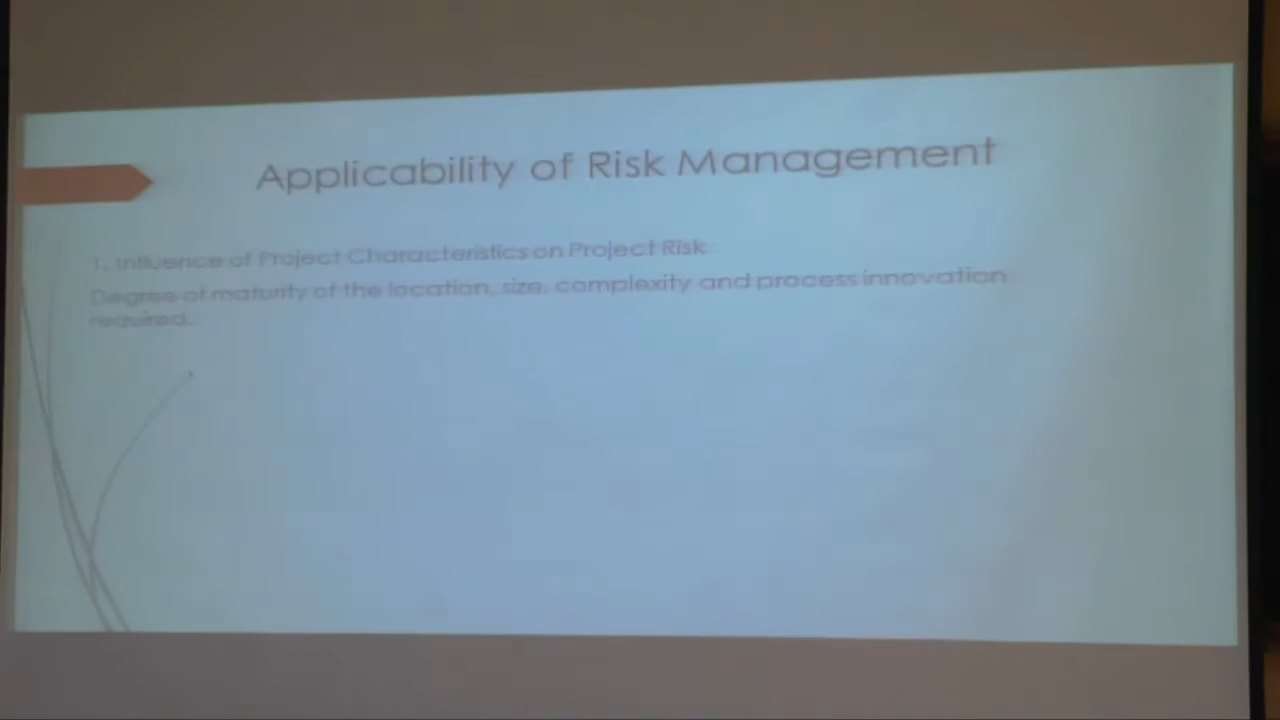 Applicability of Risk Management
1. Influence of Project Characteristics on Project Risk
Degree of maturity of the location, size, complexity and process innovation
required.